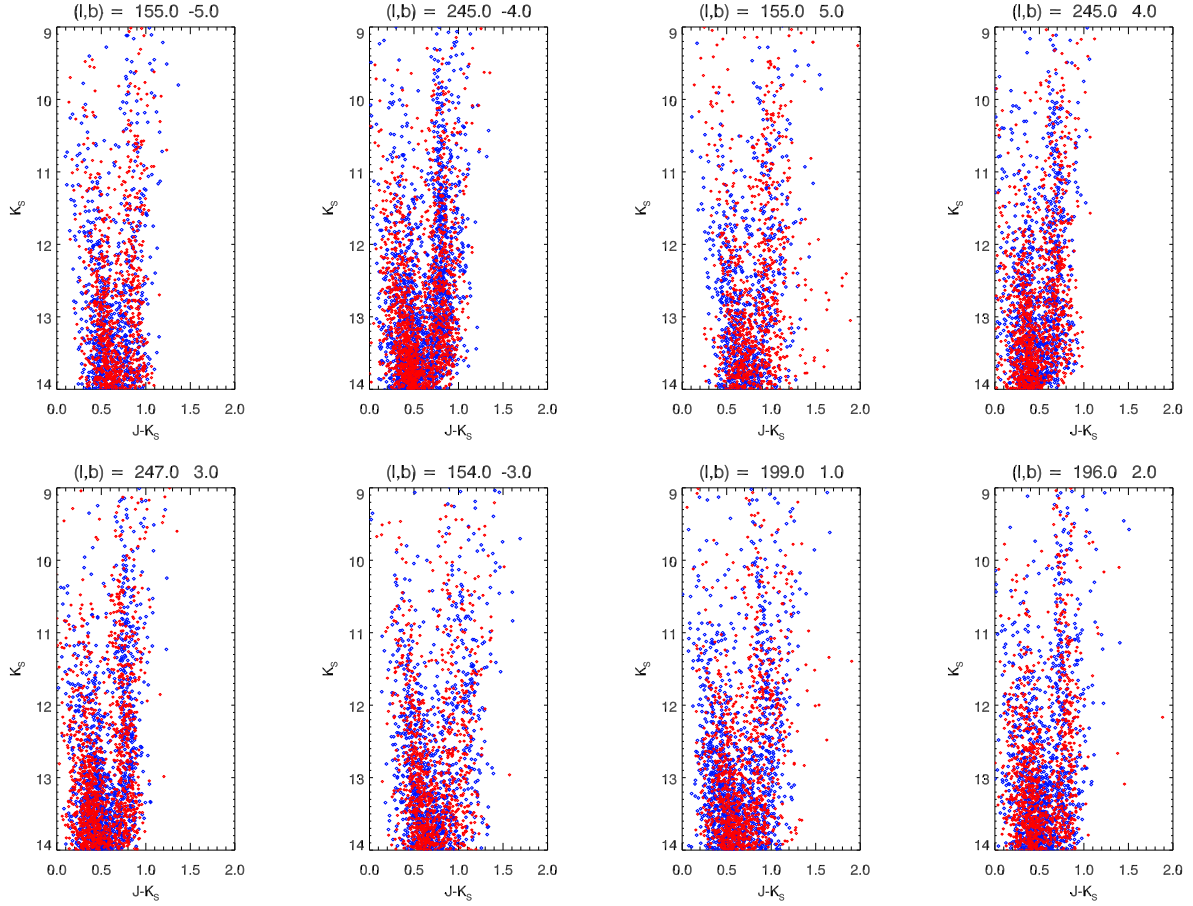 (l,b) = 155.0 -5.0
9
10
11
12
13
14
K_S
0.0 0.5 1.0 1.5 2.0
J-K_S
(l,b) = 245.0 -4.0
9
10
11
12
13
14
K_S
0.0 0.5 1.0 1.5 2.0
J-K_S
(l,b) = 155.0 5.0
9
10
11
12
13
14
K_S
0.0 0.5 1.0 1.5 2.0
J-K_S
(l,b) = 245.0 4.0
9
10
11
12
13
14
K_S
0.0 0.5 1.0 1.5 2.0
J-K_S
(l,b) = 247.0 3.0
9
10
11
12
13
14
K_S
0.0 0.5 1.0 1.5 2.0
J-K_S
(l,b) = 154.0 -3.0
9
10
11
12
13
14
K_S
0.0 0.5 1.0 1.5 2.0
J-K_S
(l,b) = 199.0 1.0
9
10
11
12
13
14
K_S
0.0 0.5 1.0 1.5 2.0
J-K_S
(l,b) = 196.0 2.0
9
10
11
12
13
14
K_S
0.0 0.5 1.0 1.5 2.0
J-K_S